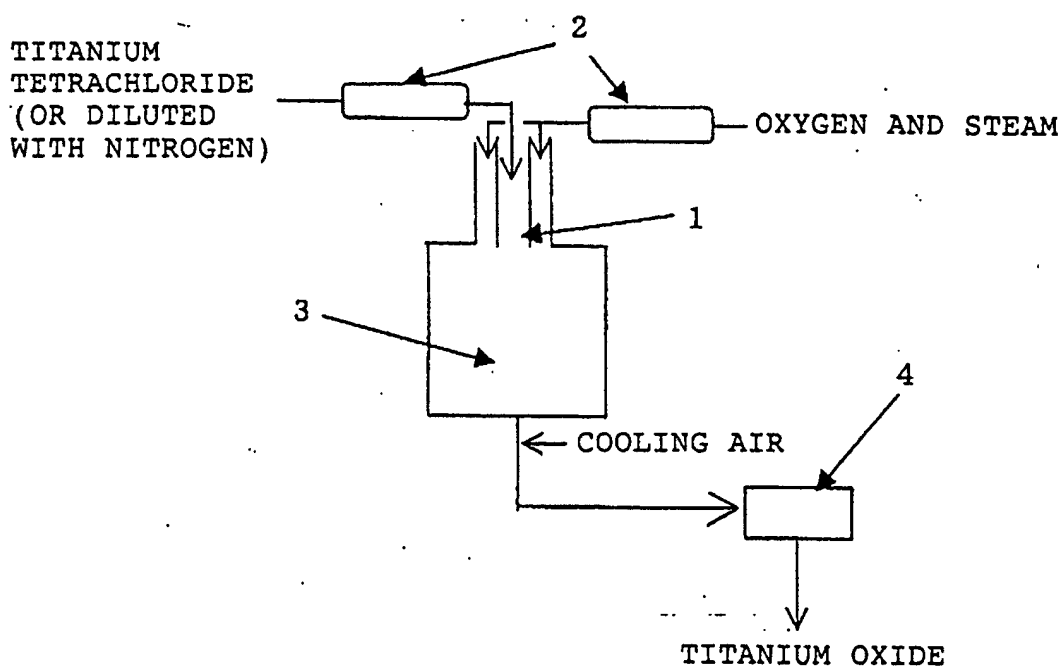 2
TITANIUM
TETRACHLORIDE
(OR DILUTED
WITH NITROGEN)
OXYGEN AND STEAM
1
3
4
COOLING AIR
TITANIUM OXIDE